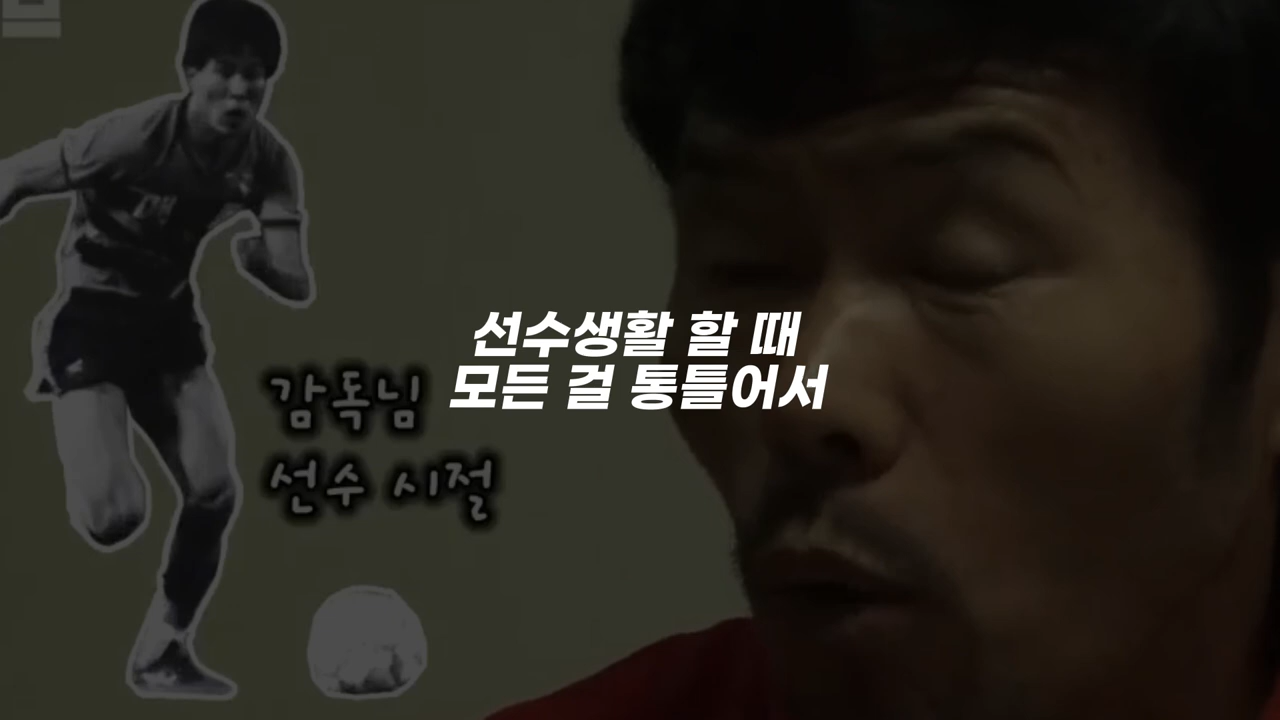 선수생활 할 때
모든 걸 통틀어서
감독님
선수 시절